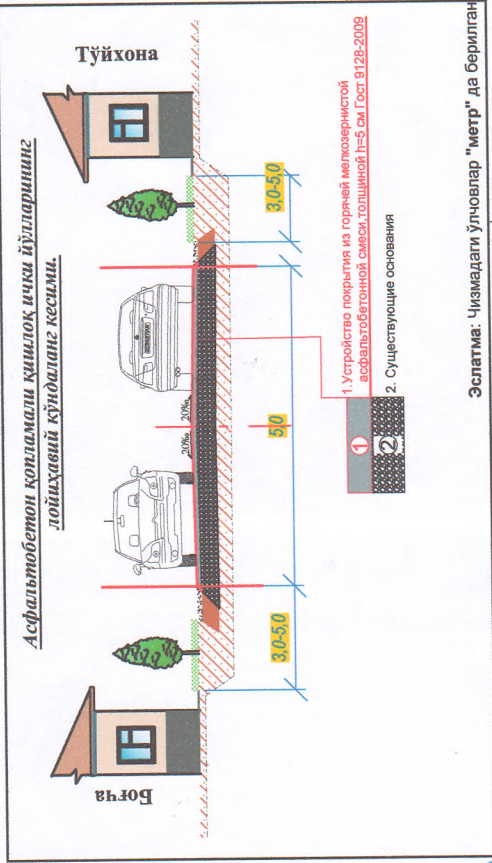 Асфальтобетон қопламали қишлоқ ички йўлларининг
лойиҳавий кўндаланг кесими.
Тўйхона
Боғча
20‰
20‰
3,0-5,0
5,0
3,0-5,0
1
2
1.Устройство покрытия из горячей мелкозернистой
асфальтобетонной смеси,толщиной h=5 см Гост 9128-2009
2. Существующие основания
Эслатма: Чизмадаги ўлчовлар "метр" да берилган